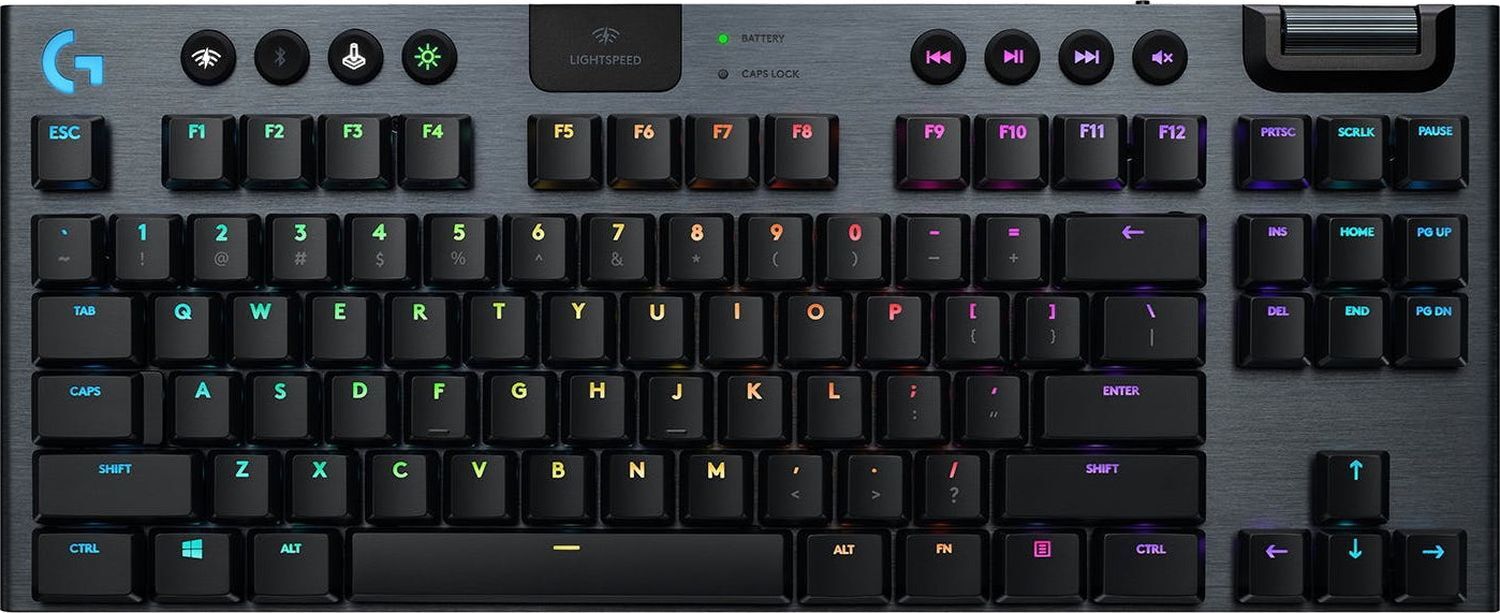 G
LIGHTSPEED
BATTERY
CAPS LOCK
ESC F1 F2 F3 F4 F5 F6 F7 F8 F9 F10 F11 F12 PRTSC SCRLK PAUSE
` 1 2 3 4 5 6 7 8 9 0 - = ← INS HOME PG UP
~ ! @ # $ % ^ & * ( ) _ +
TAB Q W E R T Y U I O P [ ] \ DEL END PG DN
{ } |
CAPS A S D F G H J K L ; ' ENTER
: "
SHIFT Z X C V B N M , . / SHIFT ↑
< > ?
CTRL ALT ALT FN CTRL ← ↓ →